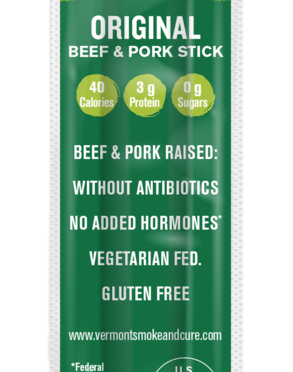 ORIGINAL
BEEF & PORK STICK
40 3 g 0 g
Calories Protein Sugars
BEEF & PORK RAISED:
WITHOUT ANTIBIOTICS
NO ADDED HORMONES*
VEGETARIAN FED.
GLUTEN FREE
www.vermontsmokeandcure.com
*Federal
U.S.